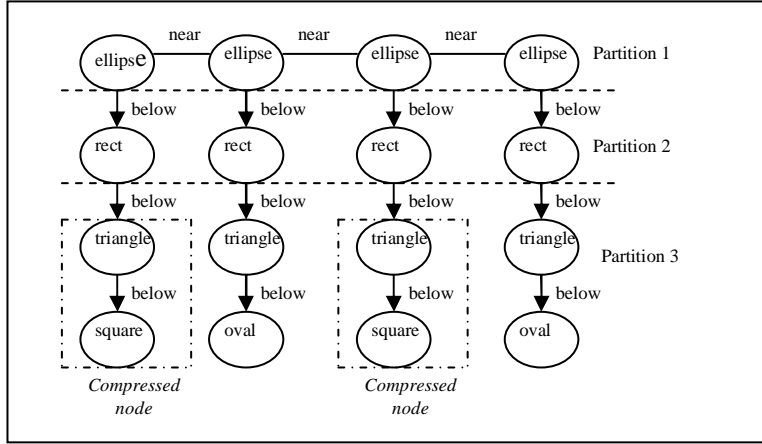 near near near
ellipse ellipse ellipse ellipse Partition 1
below below below below
rect rect rect rect Partition 2
below below below below
triangle triangle triangle triangle
Partition 3
below below below below
square oval square oval
Compressed Compressed
node node